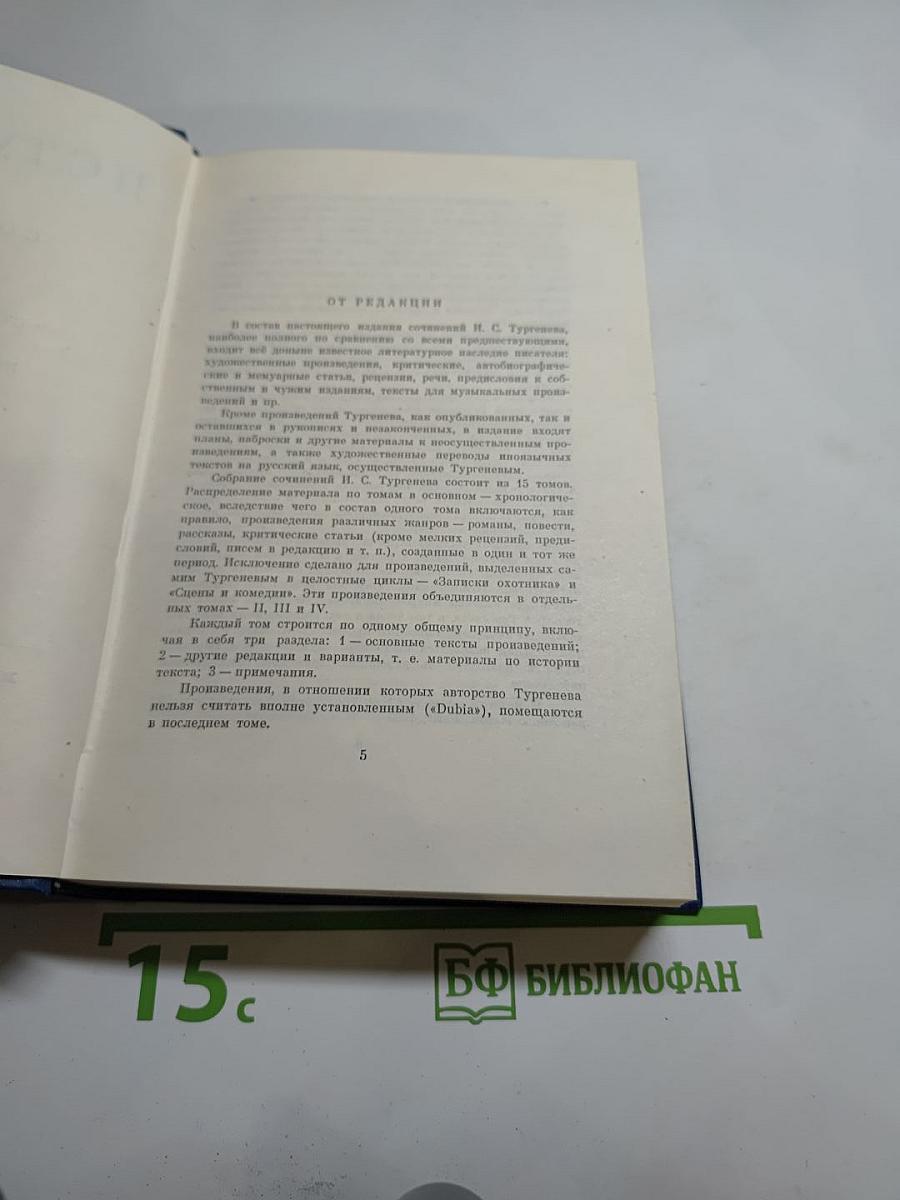 ОТ РЕДАКЦИИ
В состав настоящего издания сочинений И. С. Тургенева,
наиболее полного по сравнению со всеми предшествующими,
входит всё доныне известное литературное наследие писателя:
художественные произведения, критические, автобиографиче-
ские и мемуарные статьи, рецензии, речи, предисловия к соб-
ственным и чужим изданиям, тексты для музыкальных произ-
ведений и пр.
Кроме произведений Тургенева, как опубликованных, так и
оставшихся в рукописях и незаконченных, в издание входят
планы, наброски и другие материалы к неосуществленным про-
изведениям, а также художественные переводы иноязычных
текстов на русский язык, осуществленные Тургеневым.
Собрание сочинений И. С. Тургенева состоит из 15 томов.
Распределение материала по томам в основном — хронологиче-
ское, вследствие чего в состав одного тома включаются, как
правило, произведения различных жанров — романы, повести,
рассказы, критические статьи (кроме мелких рецензий, преди-
словий, писем в редакцию и т. п.), созданные в один и тот же
период. Исключение сделано для произведений, выделенных са-
мим Тургеневым в целостные циклы — «Записки охотника» и
«Сцены и комедии». Эти произведения объединяются в отдель-
ных томах — II, III и IV.
Каждый том строится по одному общему принципу, вклю-
чая в себя три раздела: 1 — основные тексты произведений;
2 — другие редакции и варианты, т. е. материалы по истории
текста; 3 — примечания.
Произведения, в отношении которых авторство Тургенева
нельзя считать вполне установленным («Dubia»), помещаются
в последнем томе.
5
15 с
БФ БИБЛИОФАН